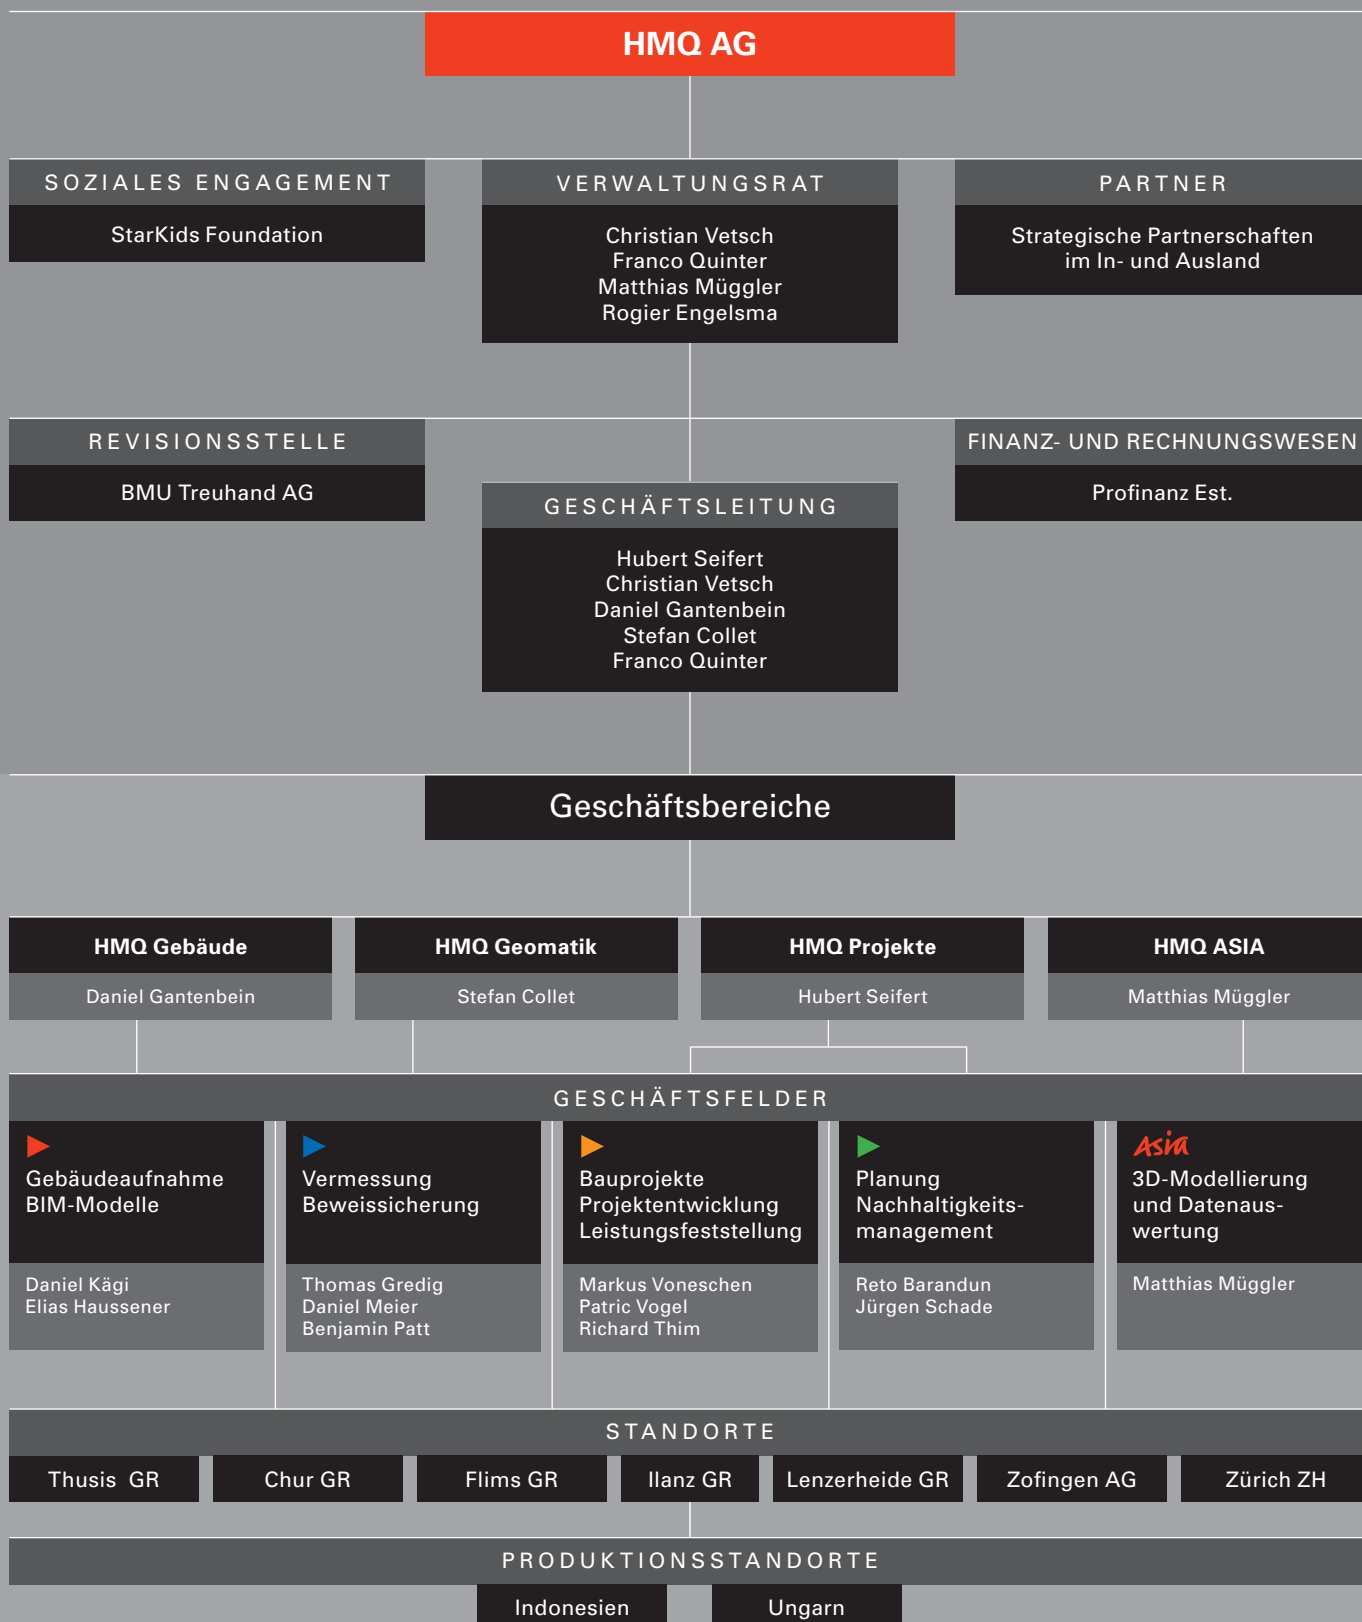 HMQ AG
SOZIALES ENGAGEMENT
StarKids Foundation
VERWALTUNGSRAT
Christian Vetsch
Franco Quinter
Matthias Müggler
Rogier Engelsma
PARTNER
Strategische Partnerschaften
im In- und Ausland
REVISIONSSTELLE
BMU Treuhand AG
FINANZ- UND RECHNUNGSWESEN
Profinanz Est.
GESCHÄFTSLEITUNG
Hubert Seifert
Christian Vetsch
Daniel Gantenbein
Stefan Collet
Franco Quinter
Geschäftsbereiche
HMQ Gebäude
Daniel Gantenbein
HMQ Geomatik
Stefan Collet
HMQ Projekte
Hubert Seifert
HMQ ASIA
Matthias Müggler
GESCHÄFTSFELDER
Gebäudeaufnahme
BIM-Modelle
Daniel Kägi
Elias Haussener
Vermessung
Beweissicherung
Thomas Gredig
Daniel Meier
Benjamin Patt
Bauprojekte
Projektentwicklung
Leistungsfeststellung
Markus Voneschen
Patric Vogel
Richard Thim
Planung
Nachhaltigkeits-
management
Reto Barandun
Jürgen Schade
Asia
3D-Modellierung
und Datenaus-
wertung
Matthias Müggler
STANDORTE
Thusis GR
Chur GR
Flims GR
Ilanz GR
Lenzerheide GR
Zofingen AG
Zürich ZH
PRODUKTIONSSTANDORTE
Indonesien
Ungarn